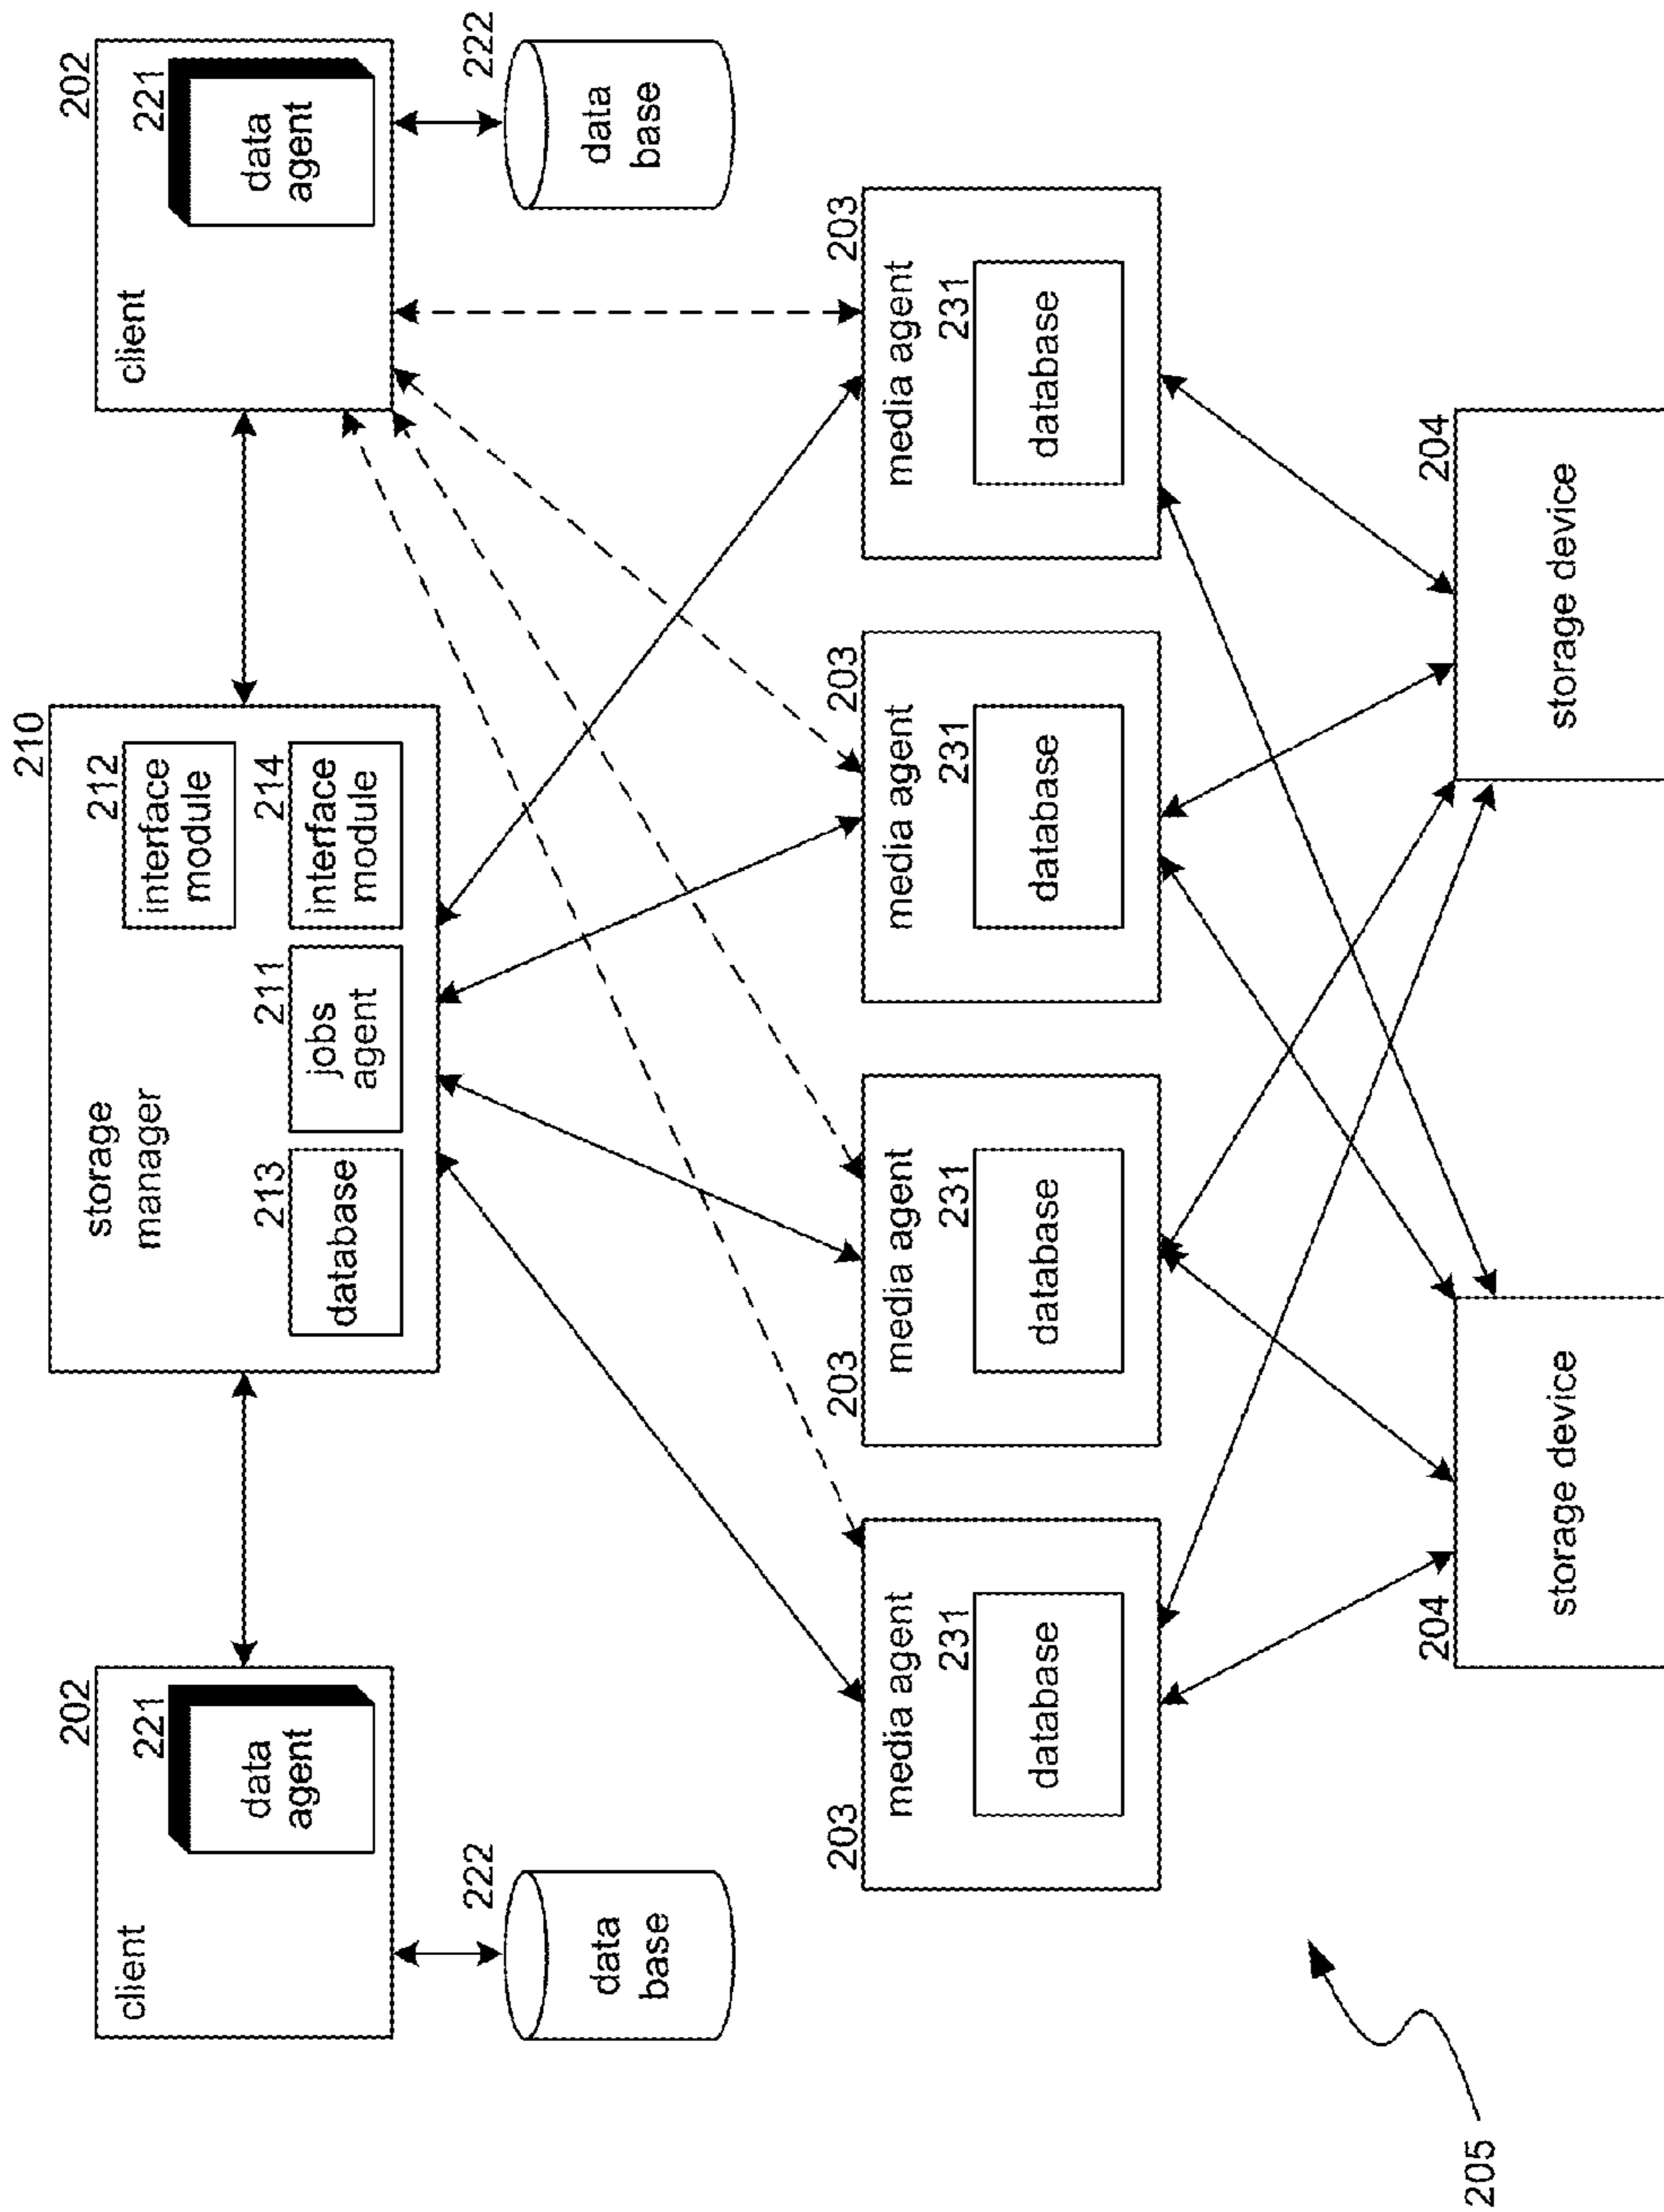 202
client
221
data
agent
222
data
base
210
storage
manager
212
interface
module
213
database
211
jobs
agent
214
interface
module
202
client
221
data
agent
222
data
base
203
media agent
231
database
203
media agent
231
database
203
media agent
231
database
203
media agent
231
database
204
storage device
204
storage device
205